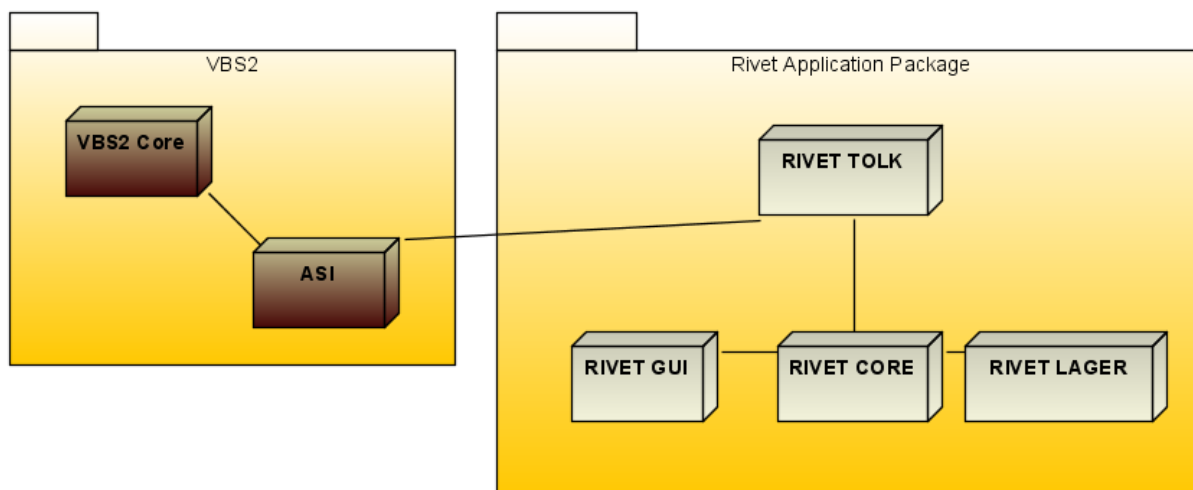 VBS2
VBS2 Core
ASI
Rivet Application Package
RIVET TOLK
RIVET GUI
RIVET CORE
RIVET LAGER